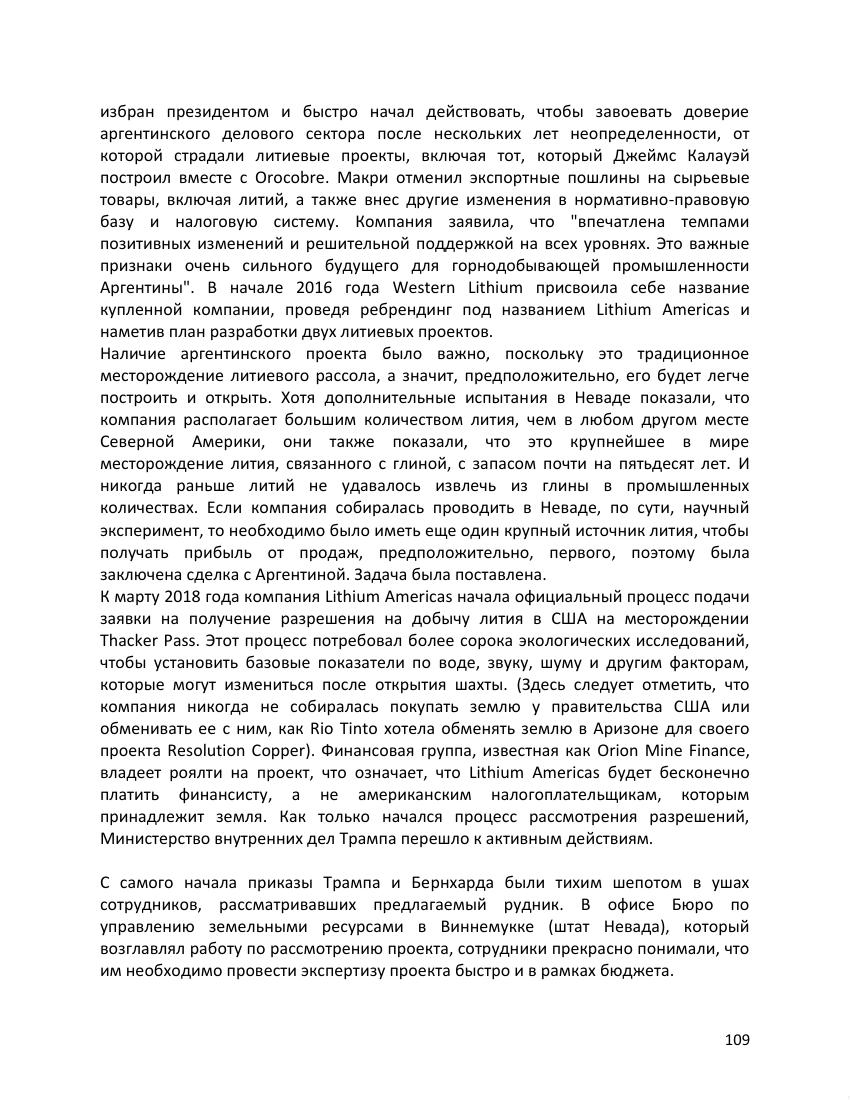 избран президентом и быстро начал действовать, чтобы завоевать доверие
аргентинского делового сектора после нескольких лет неопределенности, от
которой страдали литиевые проекты, включая тот, который Джеймс Калауэй
построил вместе с Orocobre. Макри отменил экспортные пошлины на сырьевые
товары, включая литий, а также внес другие изменения в нормативно-правовую
базу и налоговую систему. Компания заявила, что "впечатлена темпами
позитивных изменений и решительной поддержкой на всех уровнях. Это важные
признаки очень сильного будущего для горнодобывающей промышленности
Аргентины". В начале 2016 года Western Lithium присвоила себе название
купленной компании, проведя ребрендинг под названием Lithium Americas и
наметив план разработки двух литиевых проектов.
Наличие аргентинского проекта было важно, поскольку это традиционное
месторождение литиевого рассола, а значит, предположительно, его будет легче
построить и открыть. Хотя дополнительные испытания в Неваде показали, что
компания располагает большим количеством лития, чем в любом другом месте
Северной Америки, они также показали, что это крупнейшее в мире
месторождение лития, связанного с глиной, с запасом почти на пятьдесят лет. И
никогда раньше литий не удавалось извлечь из глины в промышленных
количествах. Если компания собиралась проводить в Неваде, по сути, научный
эксперимент, то необходимо было иметь еще один крупный источник лития, чтобы
получать прибыль от продаж, предположительно, первого, поэтому была
заключена сделка с Аргентиной. Задача была поставлена.
К марту 2018 года компания Lithium Americas начала официальный процесс подачи
заявки на получение разрешения на добычу лития в США на месторождении
Thacker Pass. Этот процесс потребовал более сорока экологических исследований,
чтобы установить базовые показатели по воде, звуку, шуму и другим факторам,
которые могут измениться после открытия шахты. (Здесь следует отметить, что
компания никогда не собиралась покупать землю у правительства США или
обменивать ее с ним, как Rio Tinto хотела обменять землю в Аризоне для своего
проекта Resolution Copper). Финансовая группа, известная как Orion Mine Finance,
владеет роялти на проект, что означает, что Lithium Americas будет бесконечно
платить финансисту, а не американским налогоплательщикам, которым
принадлежит земля. Как только начался процесс рассмотрения разрешений,
Министерство внутренних дел Трампа перешло к активным действиям.
С самого начала приказы Трампа и Бернхарда были тихим шепотом в ушах
сотрудников, рассматривавших предлагаемый рудник. В офисе Бюро по
управлению земельными ресурсами в Виннемукке (штат Невада), который
возглавлял работу по рассмотрению проекта, сотрудники прекрасно понимали, что
им необходимо провести экспертизу проекта быстро и в рамках бюджета.
109